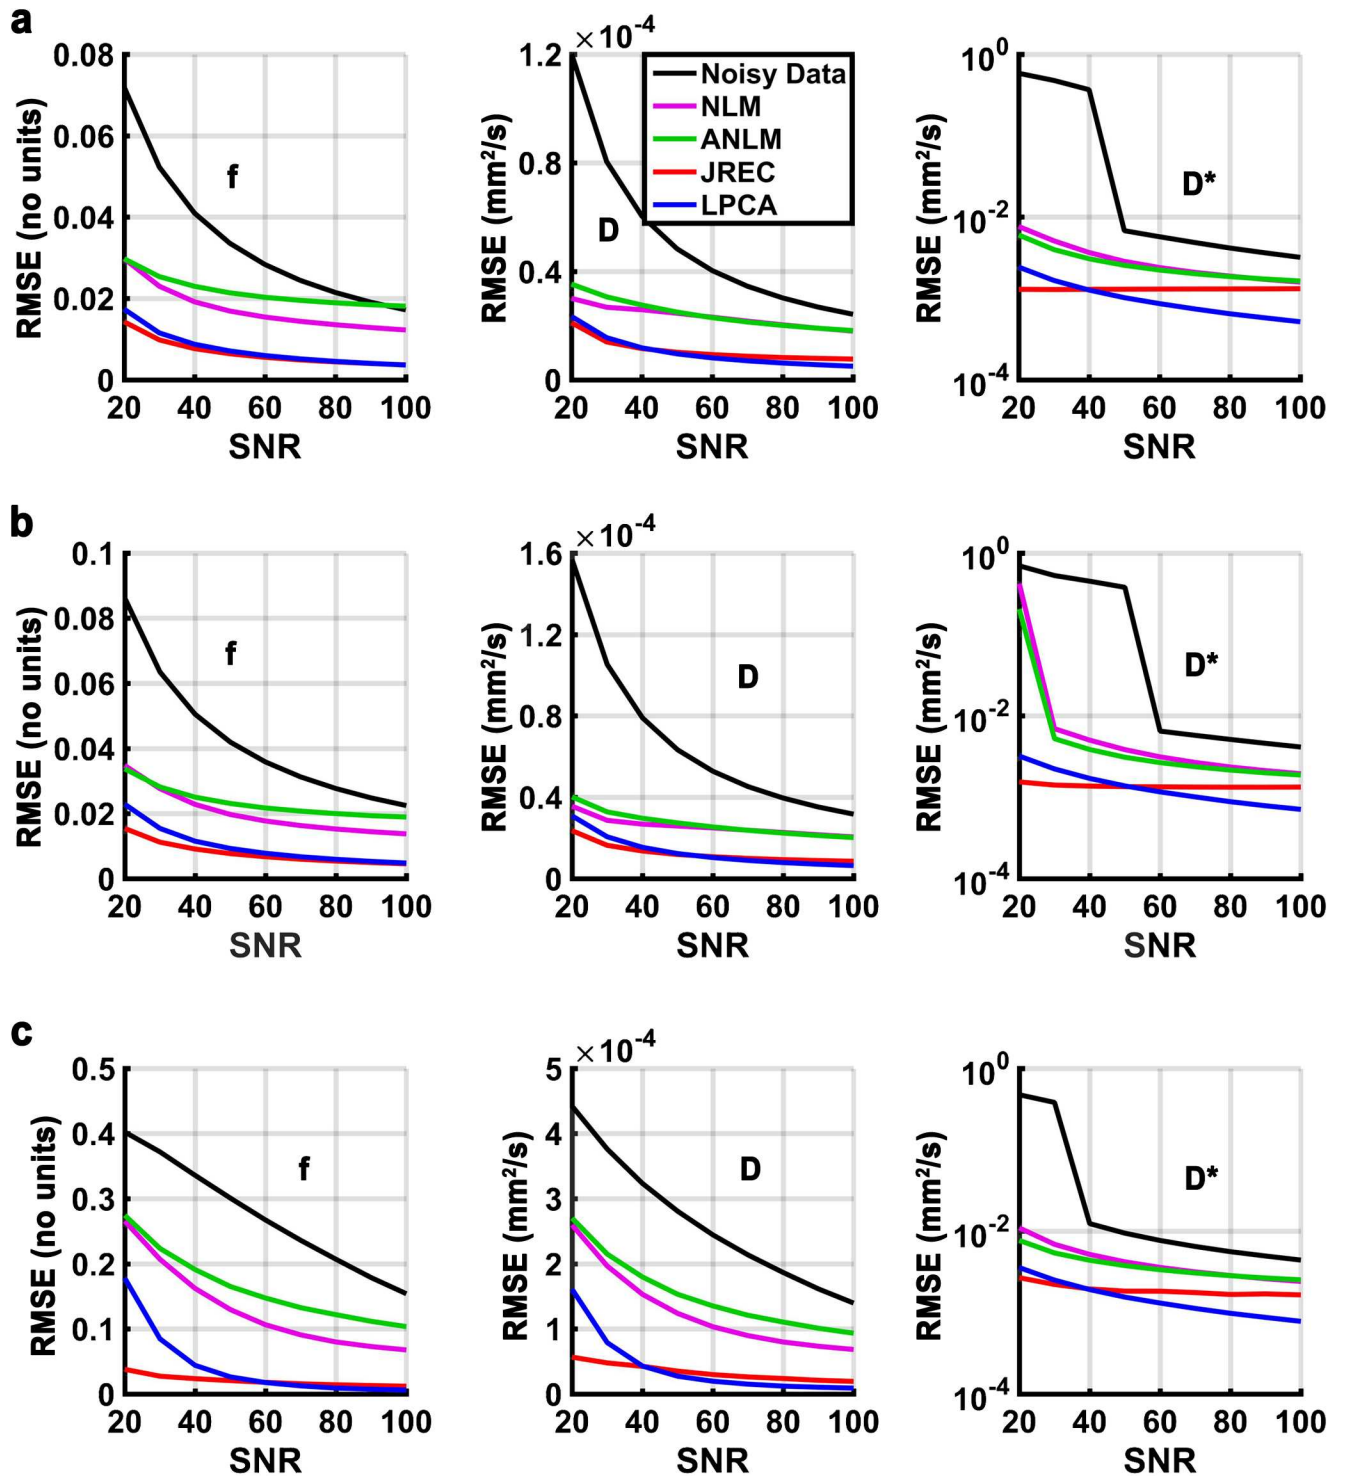 a
×10⁻⁴
0.08
0.06
0.04
0.02
0
RMSE (no units)
f
20 40 60 80 100
SNR
1.2
0.8
0.4
0
RMSE (mm²/s)
D
Noisy Data
NLM
ANLM
JREC
LPCA
20 40 60 80 100
SNR
10⁰
10⁻²
10⁻⁴
RMSE (mm²/s)
D*
20 40 60 80 100
SNR
b
×10⁻⁴
0.1
0.08
0.06
0.04
0.02
0
RMSE (no units)
f
20 40 60 80 100
SNR
1.6
1.2
0.8
0.4
0
RMSE (mm²/s)
D
20 40 60 80 100
SNR
10⁰
10⁻²
10⁻⁴
RMSE (mm²/s)
D*
20 40 60 80 100
SNR
c
×10⁻⁴
0.5
0.4
0.3
0.2
0.1
0
RMSE (no units)
f
20 40 60 80 100
SNR
5
4
3
2
1
0
RMSE (mm²/s)
D
20 40 60 80 100
SNR
10⁰
10⁻²
10⁻⁴
RMSE (mm²/s)
D*
20 40 60 80 100
SNR